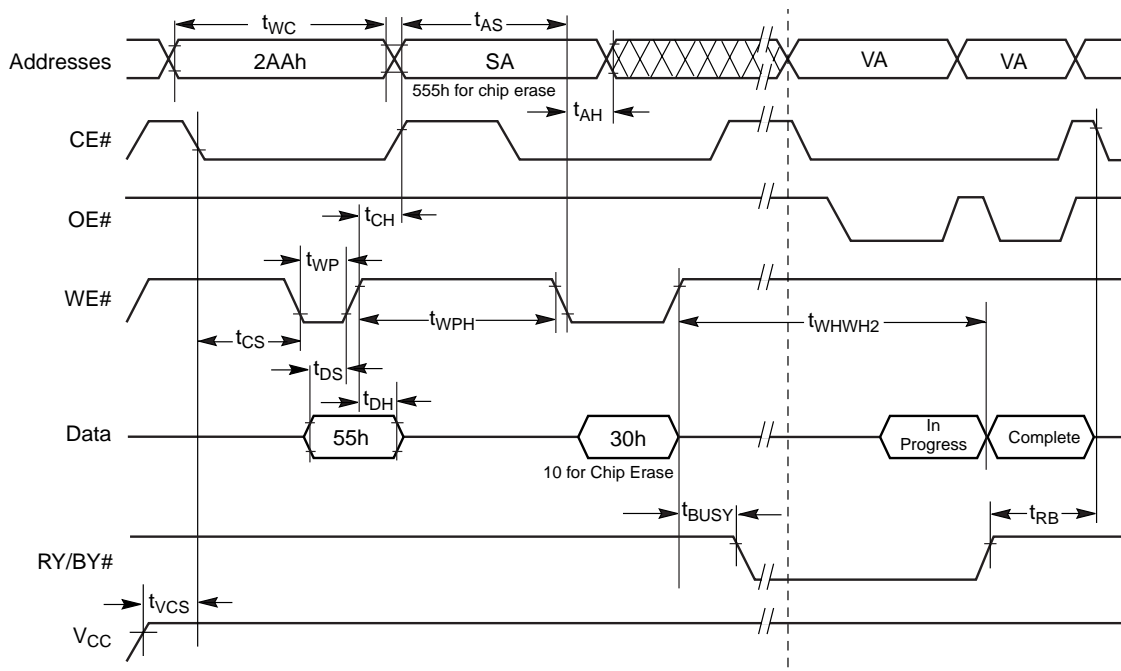 tWC
tAS
Addresses
2AAh
SA
VA
VA
555h for chip erase
tAH
CE#
OE#
tCH
tWP
WE#
tWPH
tWHWH2
tCS
tDS
tDH
Data
55h
30h
In
Progress
Complete
10 for Chip Erase
tBUSY
tRB
RY/BY#
tVCS
VCC